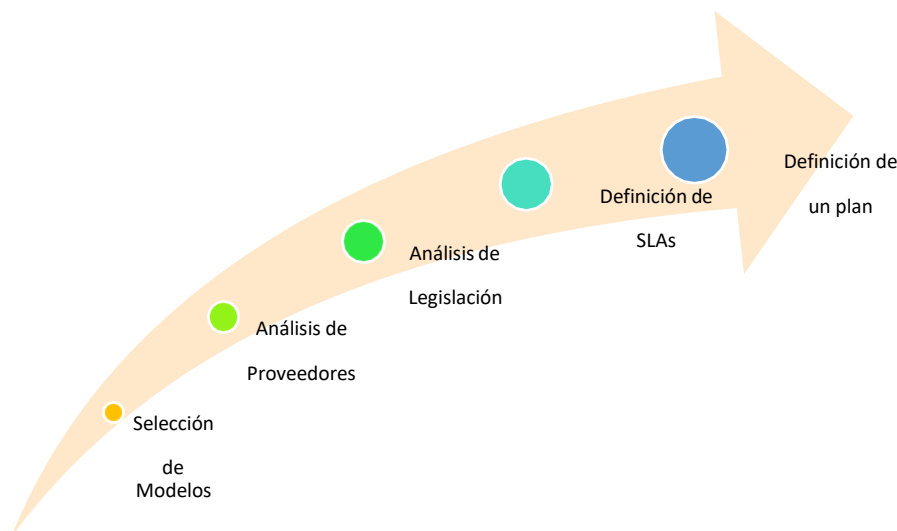 Selección
de
Modelos
Análisis de
Proveedores
Análisis de
Legislación
Definición de
SLAs
Definición de
un plan